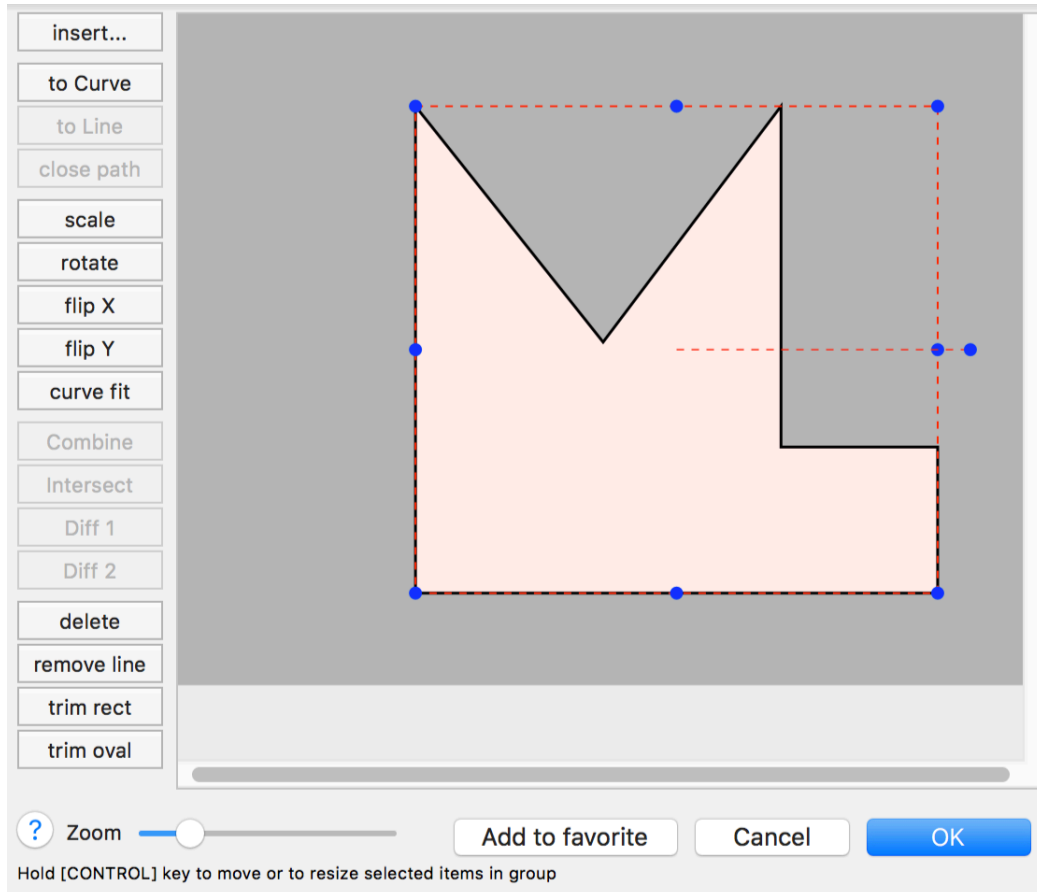 insert...
to Curve
to Line
close path
scale
rotate
flip X
flip Y
curve fit
Combine
Intersect
Diff 1
Diff 2
delete
remove line
trim rect
trim oval
? Zoom Add to favorite Cancel OK
Hold [CONTROL] key to move or to resize selected items in group